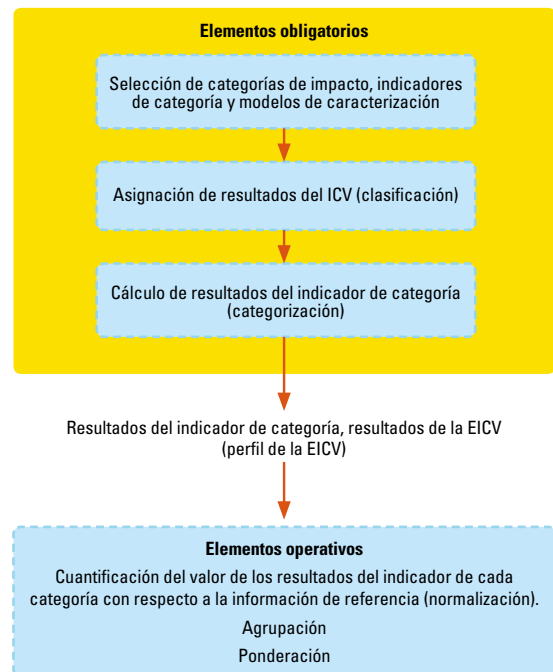 Elementos obligatorios
Selección de categorías de impacto, indicadores
de categoría y modelos de caracterización
Asignación de resultados del ICV (clasificación)
Cálculo de resultados del indicador de categoría
(categorización)
Resultados del indicador de categoría, resultados de la EICV
(perfil de la EICV)
Elementos operativos
Cuantificación del valor de los resultados del indicador de cada
categoría con respecto a la información de referencia (normalización).
Agrupación
Ponderación